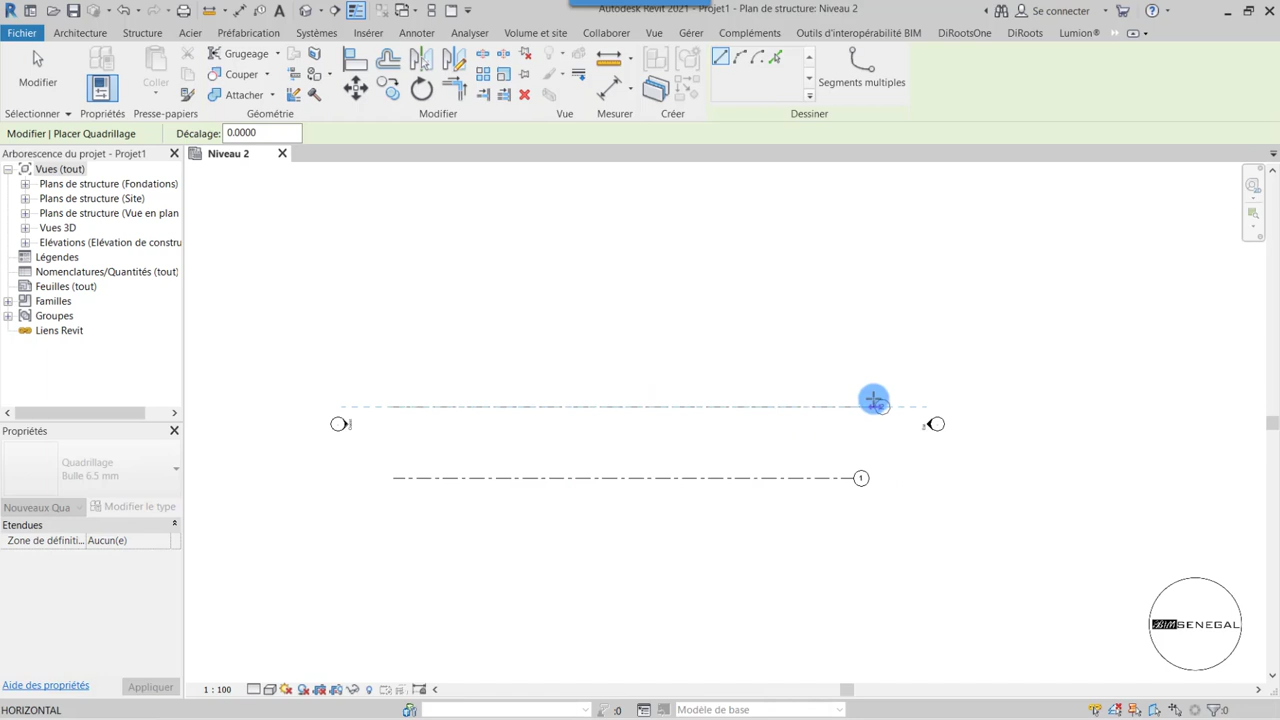 Autodesk Revit 2021 - Projet1 - Plan de structure: Niveau 2
Se connecter
Fichier Architecture Structure Acier Préfabrication Systèmes Insérer Annoter Analyser Volume et site Collaborer Vue Gérer Compléments Outils d'interopérabilité BIM DiRootsOne DiRoots Lumion®
Grugeage
Couper
Attacher
Modifier
Coller
Segments multiples
Sélectionner Propriétés Presse-papiers Géométrie Modifier Vue Mesurer Créer Dessiner
Modifier | Placer Quadrillage Décalage: 0.0000
Arborescence du projet - Projet1
Niveau 2
Vues (tout)
Plans de structure (Fondations)
Plans de structure (Site)
Plans de structure (Vue en plan
Vues 3D
Elévations (Elévation de constru
Légendes
Nomenclatures/Quantités (tout)
Feuilles (tout)
Familles
Groupes
Liens Revit
Propriétés
Quadrillage
Bulle 6.5 mm
Nouveaux Qua
Modifier le type
Etendues
Zone de définiti... Aucun(e)
1
BIM SENEGAL
Aide des propriétés
Appliquer
1 : 100
HORIZONTAL
:0
Modèle de base
:0